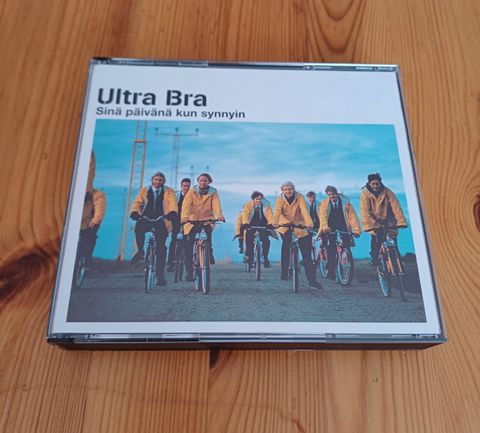 Ultra Bra
Sinä päivänä kun synnyin